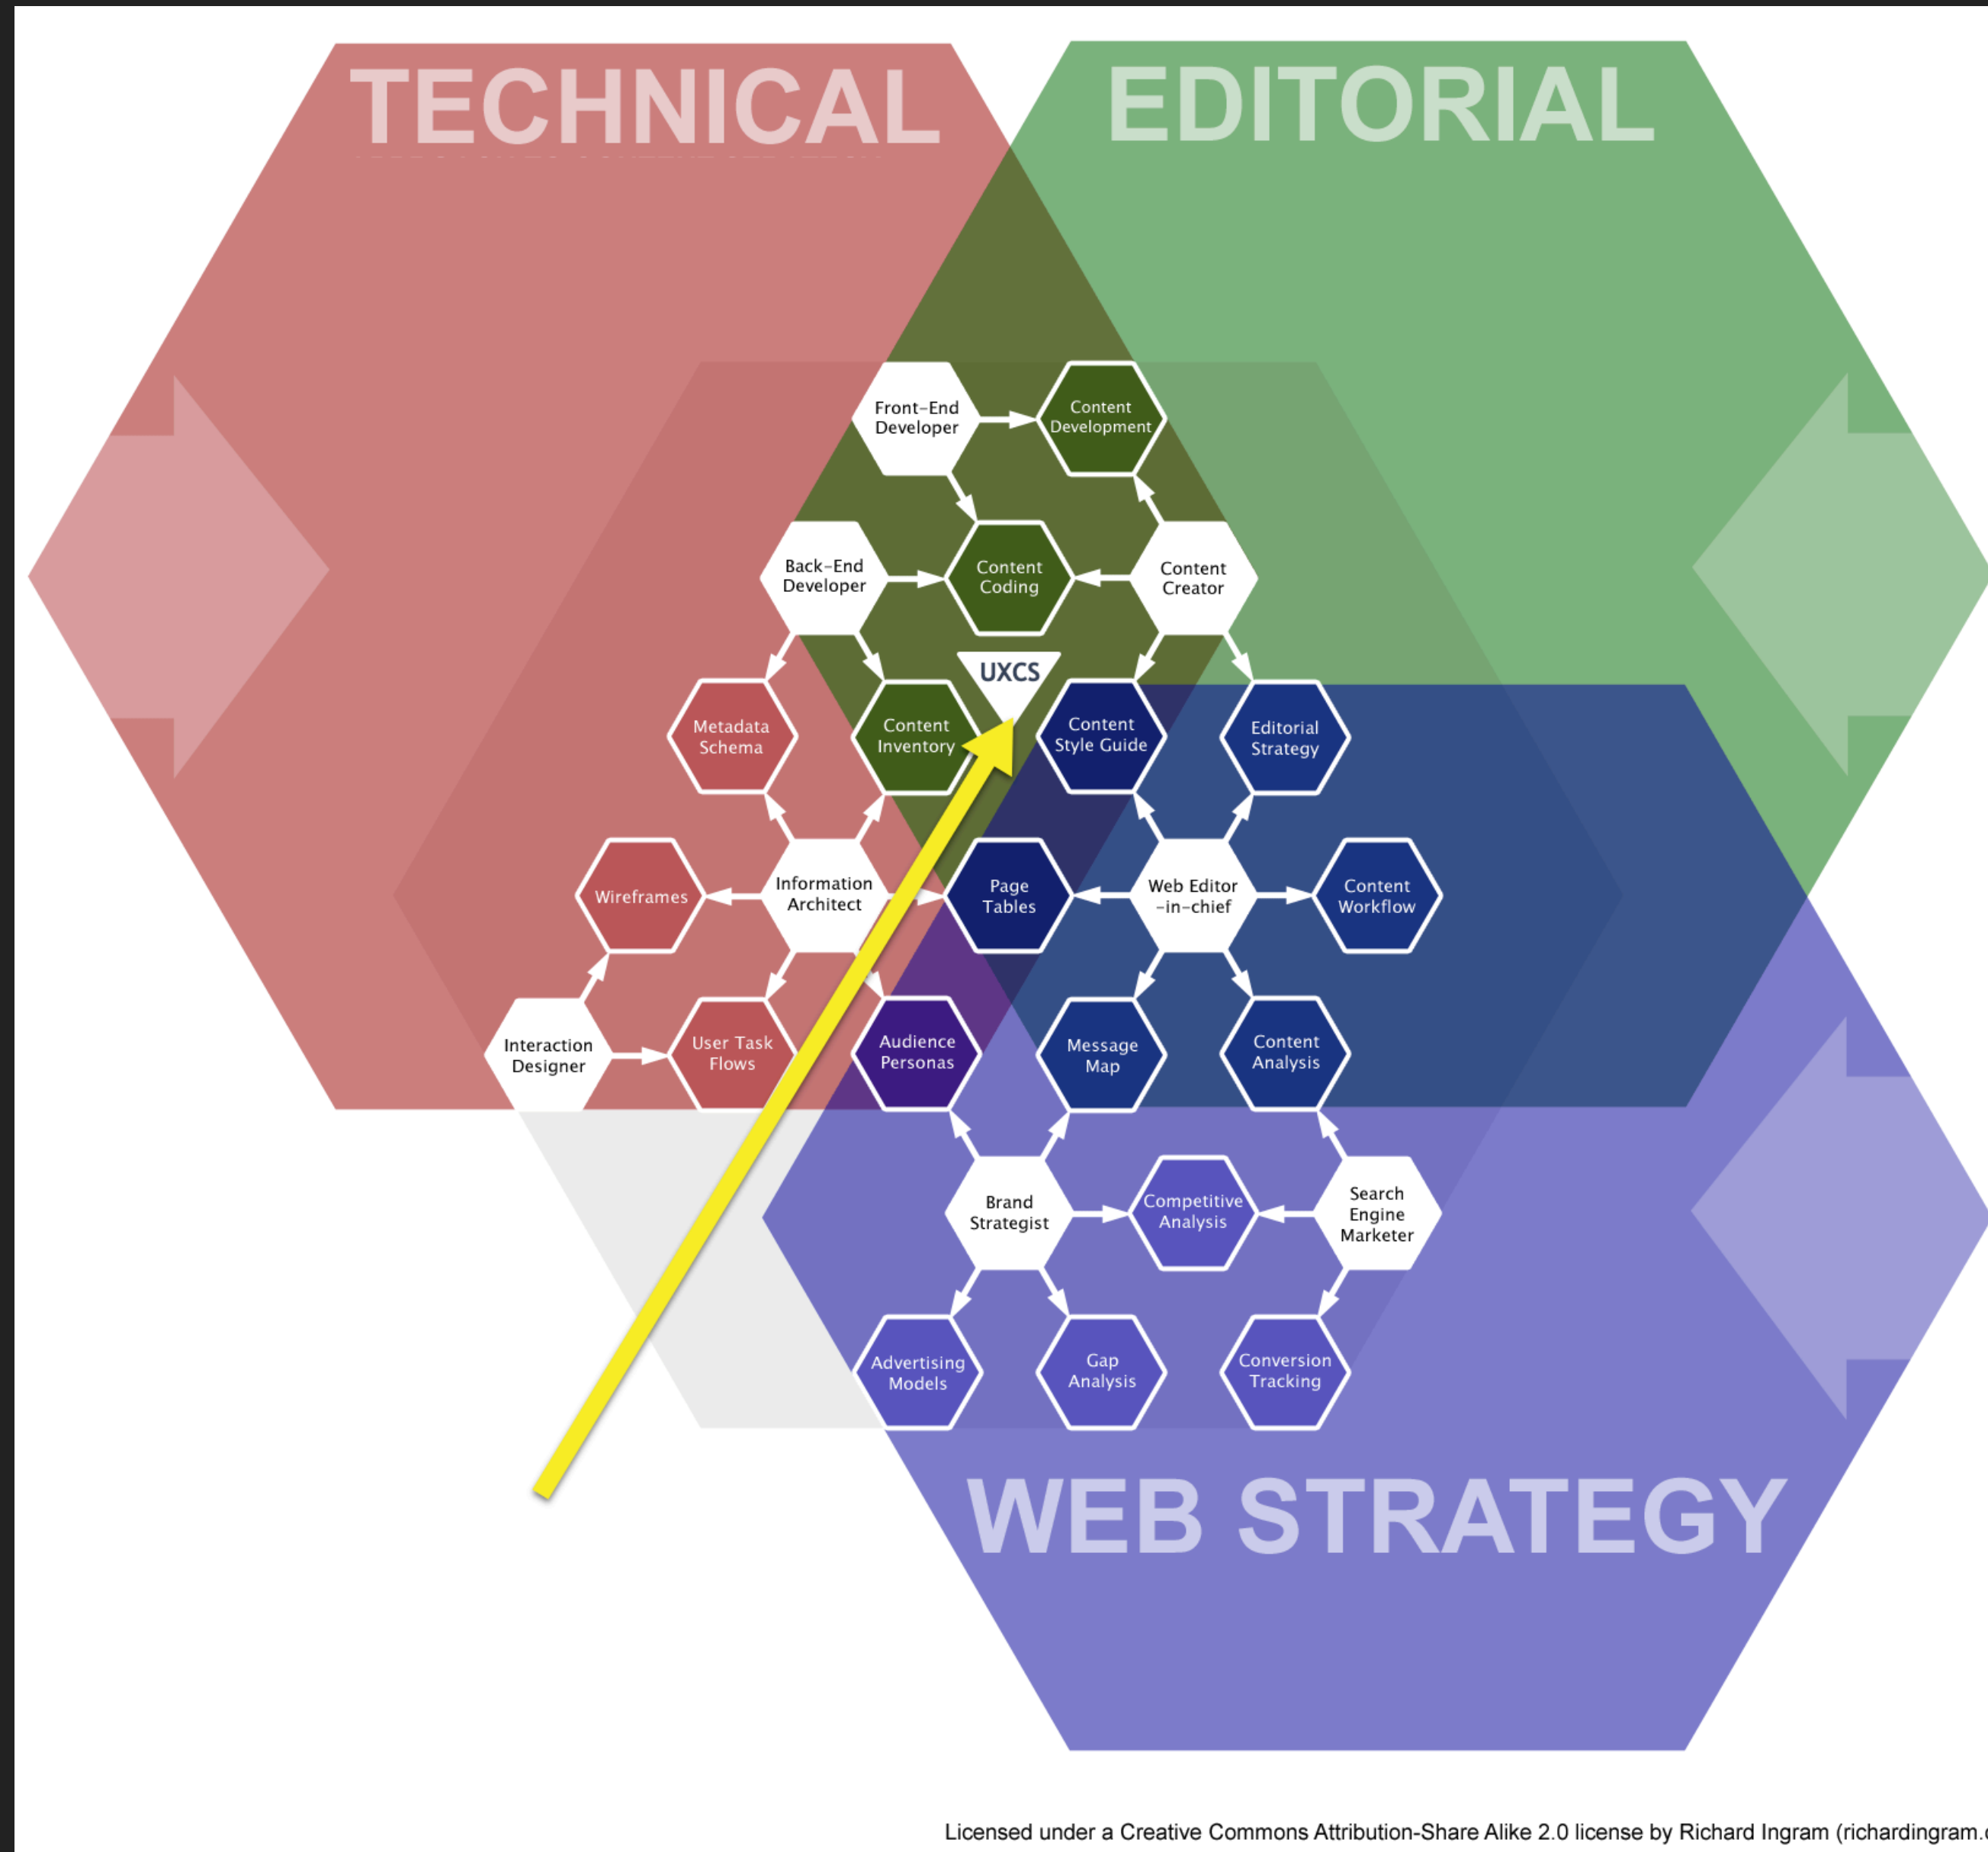 TECHNICAL
EDITORIAL
Front-End
Developer
Content
Development
Back-End
Developer
Content
Coding
Content
Creator
UXCS
Metadata
Schema
Content
Inventory
Content
Style Guide
Editorial
Strategy
Wireframes
Information
Architect
Page
Tables
Web Editor
-in-chief
Content
Workflow
Interaction
Designer
User Task
Flows
Audience
Personas
Message
Map
Content
Analysis
Brand
Strategist
Competitive
Analysis
Search
Engine
Marketer
Advertising
Models
Gap
Analysis
Conversion
Tracking
WEB STRATEGY
Licensed under a Creative Commons Attribution-Share Alike 2.0 license by Richard Ingram (richardingram.